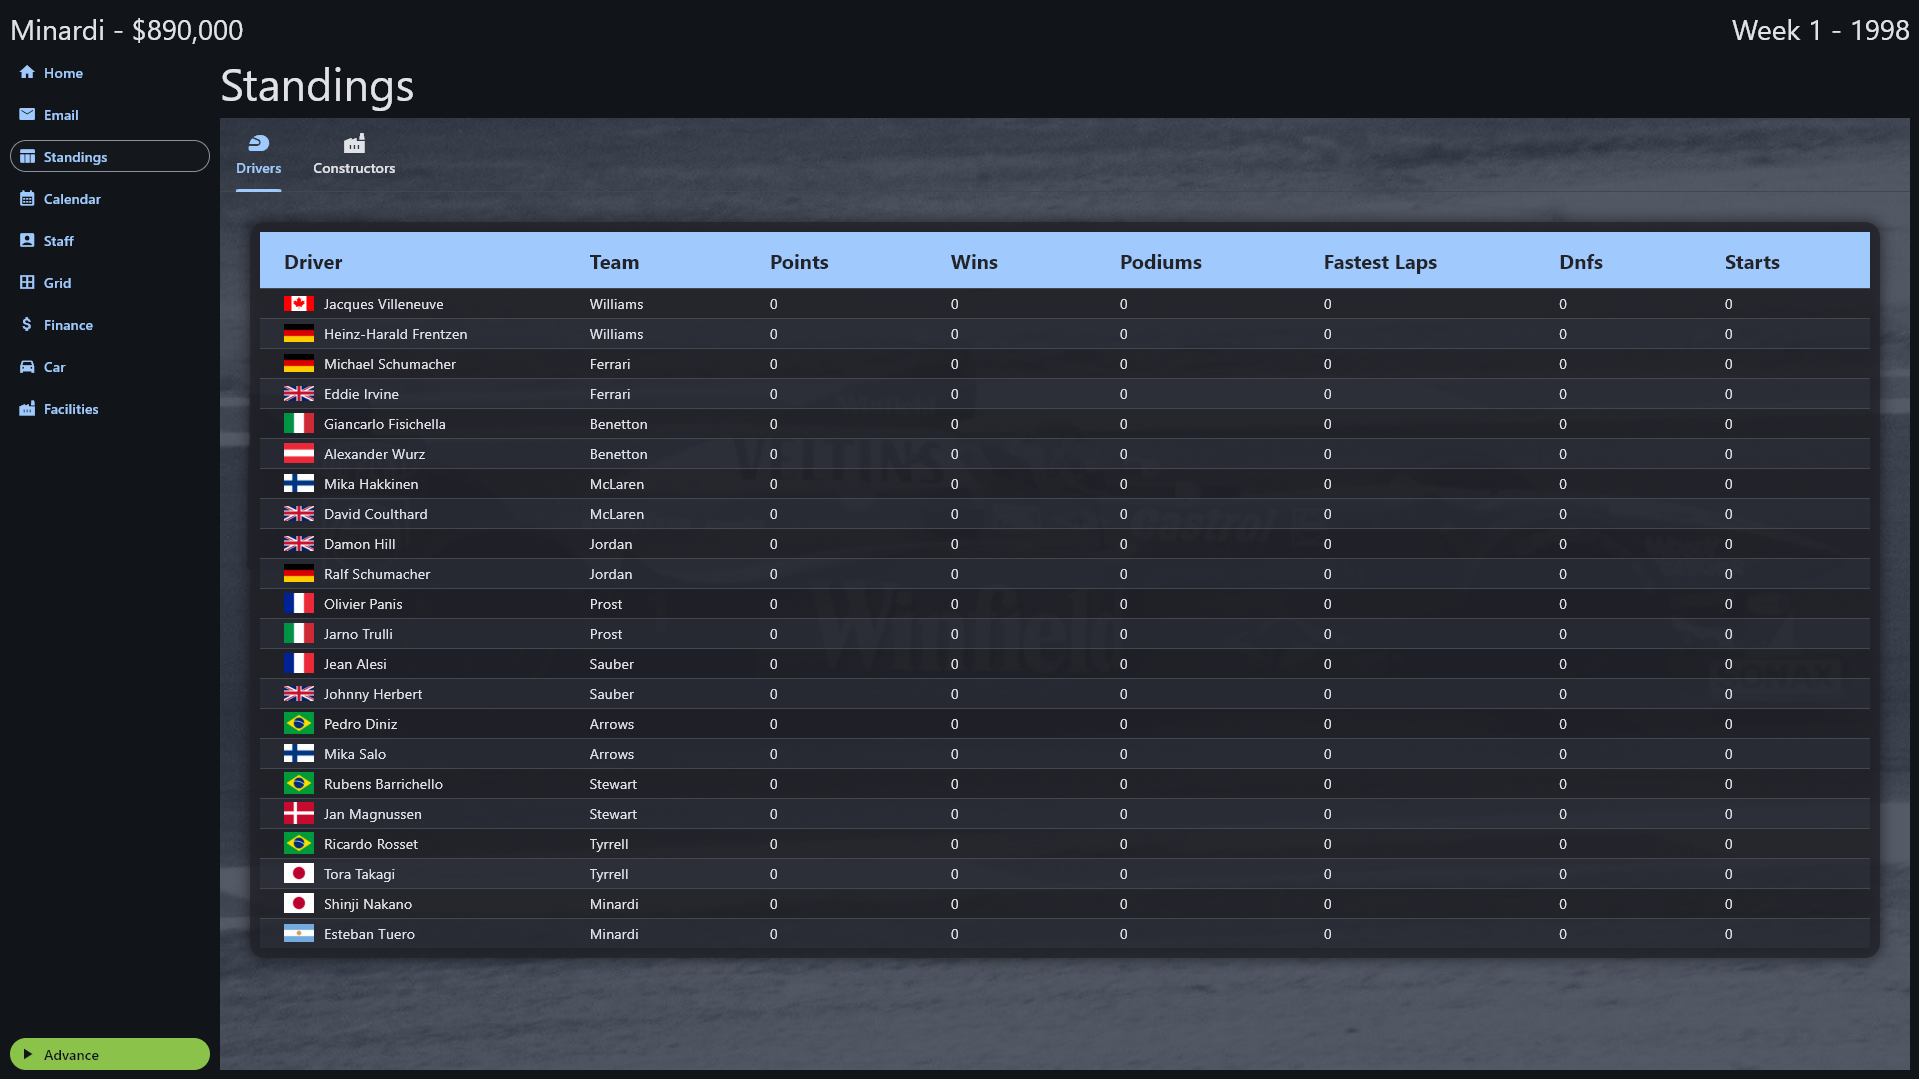 Minardi - $890,000
Week 1 - 1998
Home
Email
Standings
Calendar
Staff
Grid
Finance
Car
Facilities
Advance
Standings
Drivers
Constructors
Driver Team Points Wins Podiums Fastest Laps Dnfs Starts
Jacques Villeneuve Williams 0 0 0 0 0 0
Heinz-Harald Frentzen Williams 0 0 0 0 0 0
Michael Schumacher Ferrari 0 0 0 0 0 0
Eddie Irvine Ferrari 0 0 0 0 0 0
Giancarlo Fisichella Benetton 0 0 0 0 0 0
Alexander Wurz Benetton 0 0 0 0 0 0
Mika Hakkinen McLaren 0 0 0 0 0 0
David Coulthard McLaren 0 0 0 0 0 0
Damon Hill Jordan 0 0 0 0 0 0
Ralf Schumacher Jordan 0 0 0 0 0 0
Olivier Panis Prost 0 0 0 0 0 0
Jarno Trulli Prost 0 0 0 0 0 0
Jean Alesi Sauber 0 0 0 0 0 0
Johnny Herbert Sauber 0 0 0 0 0 0
Pedro Diniz Arrows 0 0 0 0 0 0
Mika Salo Arrows 0 0 0 0 0 0
Rubens Barrichello Stewart 0 0 0 0 0 0
Jan Magnussen Stewart 0 0 0 0 0 0
Ricardo Rosset Tyrrell 0 0 0 0 0 0
Tora Takagi Tyrrell 0 0 0 0 0 0
Shinji Nakano Minardi 0 0 0 0 0 0
Esteban Tuero Minardi 0 0 0 0 0 0
VELTINS
Castrol
Winfield
SONAX